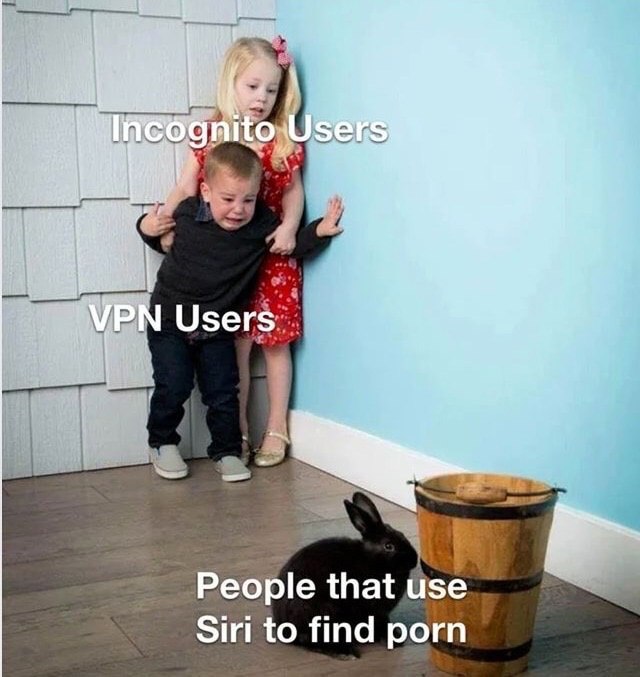 Incognito Users
VPN Users
People that use
Siri to find porn